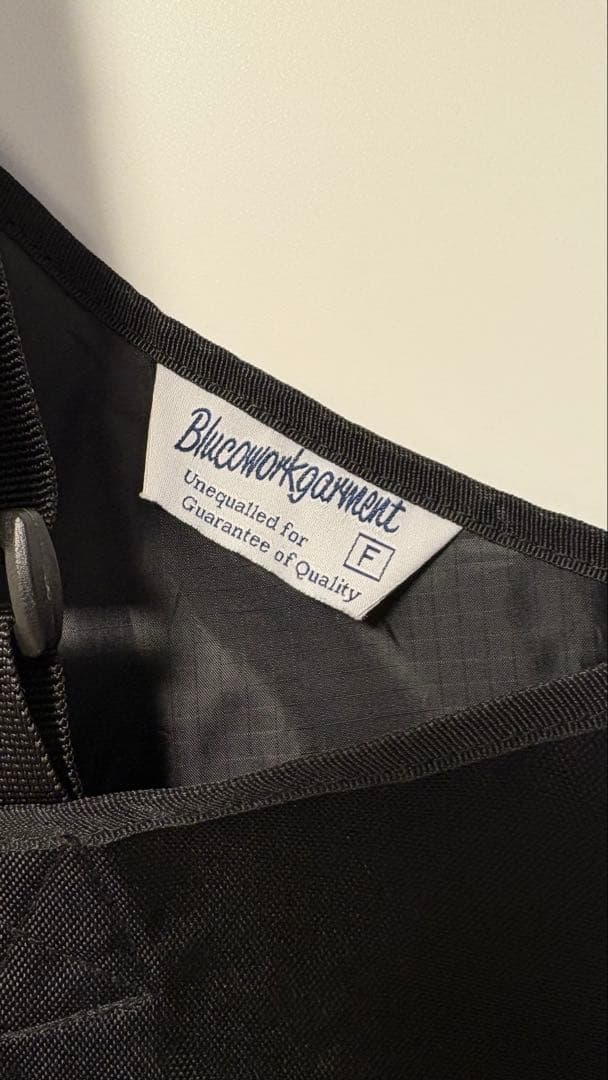 Blucoworkgarment
Unequalled for
Guarantee of Quality
F